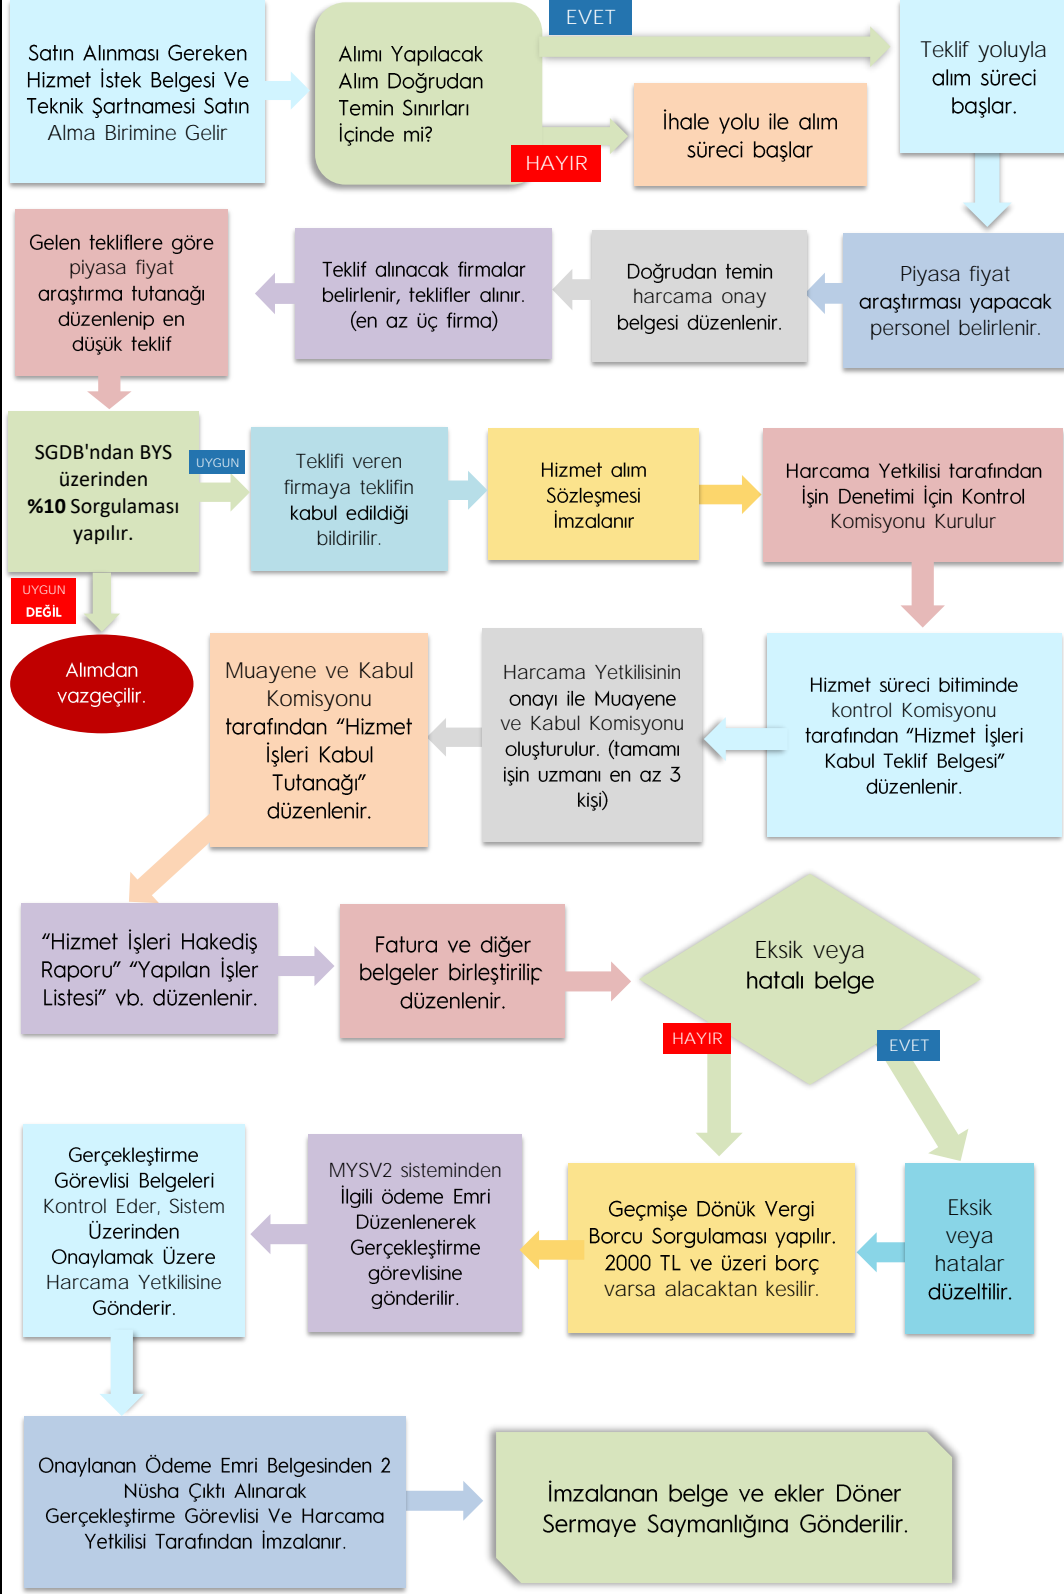 Satın Alınması Gereken
Hizmet İstek Belgesi Ve
Teknik Şartnamesi Satın
Alma Birimine Gelir
Alımı Yapılacak
Alım Doğrudan
Temin Sınırları
İçinde mi?
EVET
HAYIR
İhale yolu ile alım
süreci başlar
Teklif yoluyla
alım süreci
başlar.
Piyasa fiyat
araştırması yapacak
personel belirlenir.
Doğrudan temin
harcama onay
belgesi düzenlenir.
Teklif alınacak firmalar
belirlenir, teklifler alınır.
(en az üç firma)
Gelen tekliflere göre
piyasa fiyat
araştırma tutanağı
düzenlenip en
düşük teklif
SGDB'ndan BYS
üzerinden
%10 Sorgulaması
yapılır.
UYGUN
UYGUN
DEĞİL
Alımdan
vazgeçilir.
Teklifi veren
firmaya teklifin
kabul edildiği
bildirilir.
Hizmet alım
Sözleşmesi
İmzalanır
Harcama Yetkilisi tarafından
İşin Denetimi İçin Kontrol
Komisyonu Kurulur
Hizmet süreci bitiminde
kontrol Komisyonu
tarafından “Hizmet İşleri
Kabul Teklif Belgesi”
düzenlenir.
Harcama Yetkilisinin
onayı ile Muayene
ve Kabul Komisyonu
oluşturulur. (tamamı
işin uzmanı en az 3
kişi)
Muayene ve Kabul
Komisyonu
tarafından “Hizmet
İşleri Kabul
Tutanağı”
düzenlenir.
“Hizmet İşleri Hakediş
Raporu” “Yapılan İşler
Listesi” vb. düzenlenir.
Fatura ve diğer
belgeler birleştirilip
düzenlenir.
Eksik veya
hatalı belge
HAYIR
EVET
Eksik
veya
hatalar
düzeltilir.
Geçmişe Dönük Vergi
Borcu Sorgulaması yapılır.
2000 TL ve üzeri borç
varsa alacaktan kesilir.
MYSV2 sisteminden
İlgili ödeme Emri
Düzenlenerek
Gerçekleştirme
görevlisine
gönderilir.
Gerçekleştirme
Görevlisi Belgeleri
Kontrol Eder, Sistem
Üzerinden
Onaylamak Üzere
Harcama Yetkilisine
Gönderir.
Onaylanan Ödeme Emri Belgesinden 2
Nüsha Çıktı Alınarak
Gerçekleştirme Görevlisi Ve Harcama
Yetkilisi Tarafından İmzalanır.
İmzalanan belge ve ekler Döner
Sermaye Saymanlığına Gönderilir.